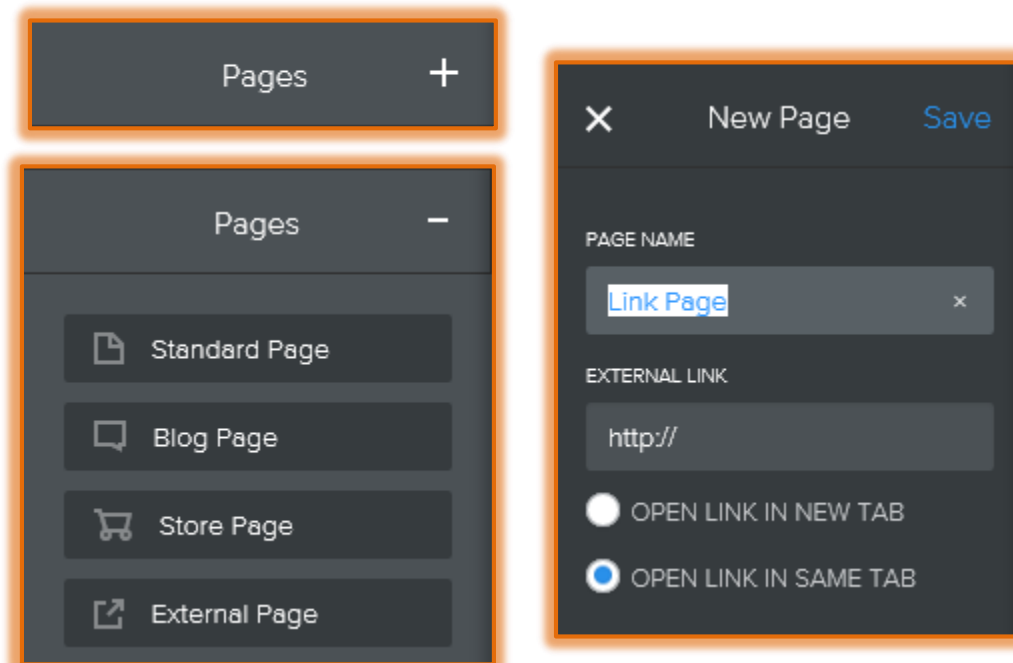 Pages +
Pages -
Standard Page
Blog Page
Store Page
External Page
× New Page Save
PAGE NAME
Link Page ×
EXTERNAL LINK
http://
OPEN LINK IN NEW TAB
OPEN LINK IN SAME TAB